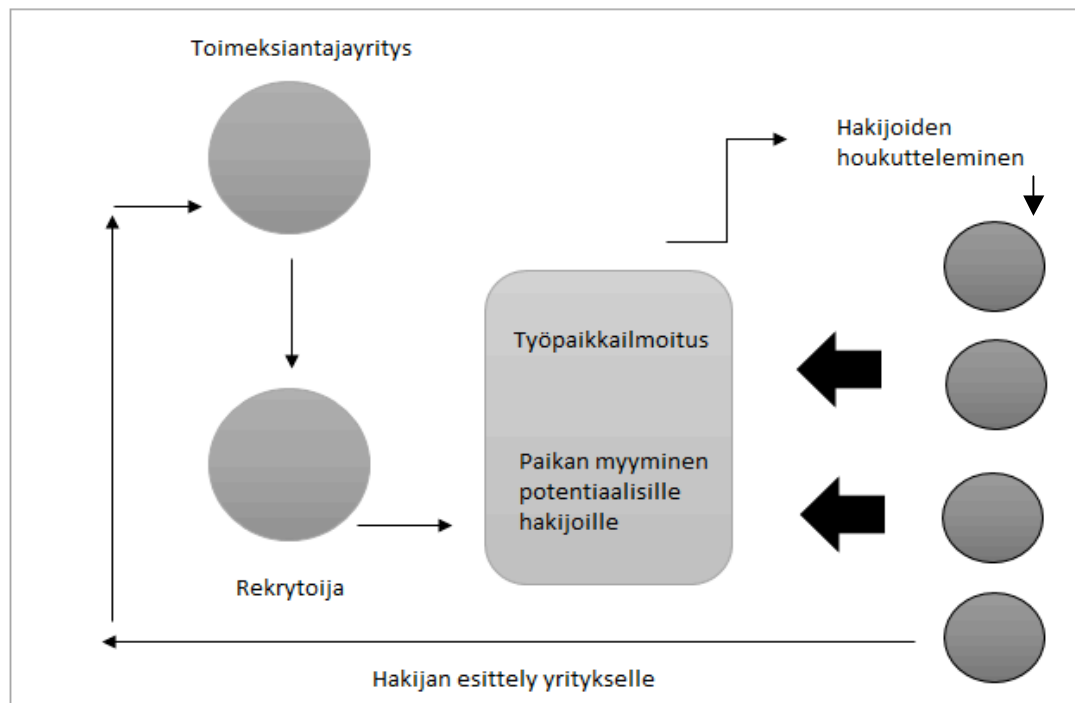 Toimeksiantajayritys
Hakijoiden
houkutteleminen
Työpaikkailmoitus
Paikan myyminen
potentiaalisille
hakijoille
Rekrytoija
Hakijan esittely yritykselle